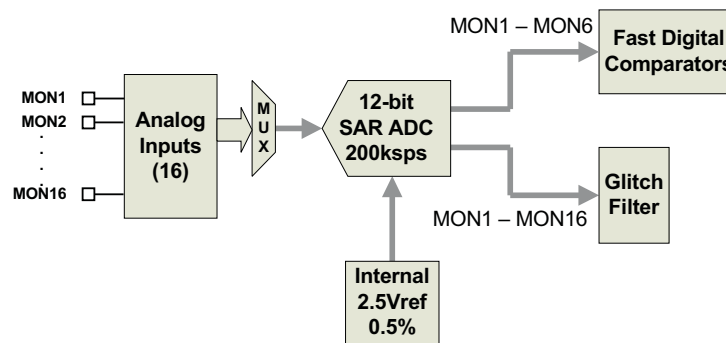 MON1 – MON6
Fast Digital
Comparators
MON1
MON2
.
.
.
.
MON16
Analog
Inputs
(16)
M
U
X
12-bit
SAR ADC
200ksps
MON1 – MON16
Glitch
Filter
Internal
2.5Vref
0.5%